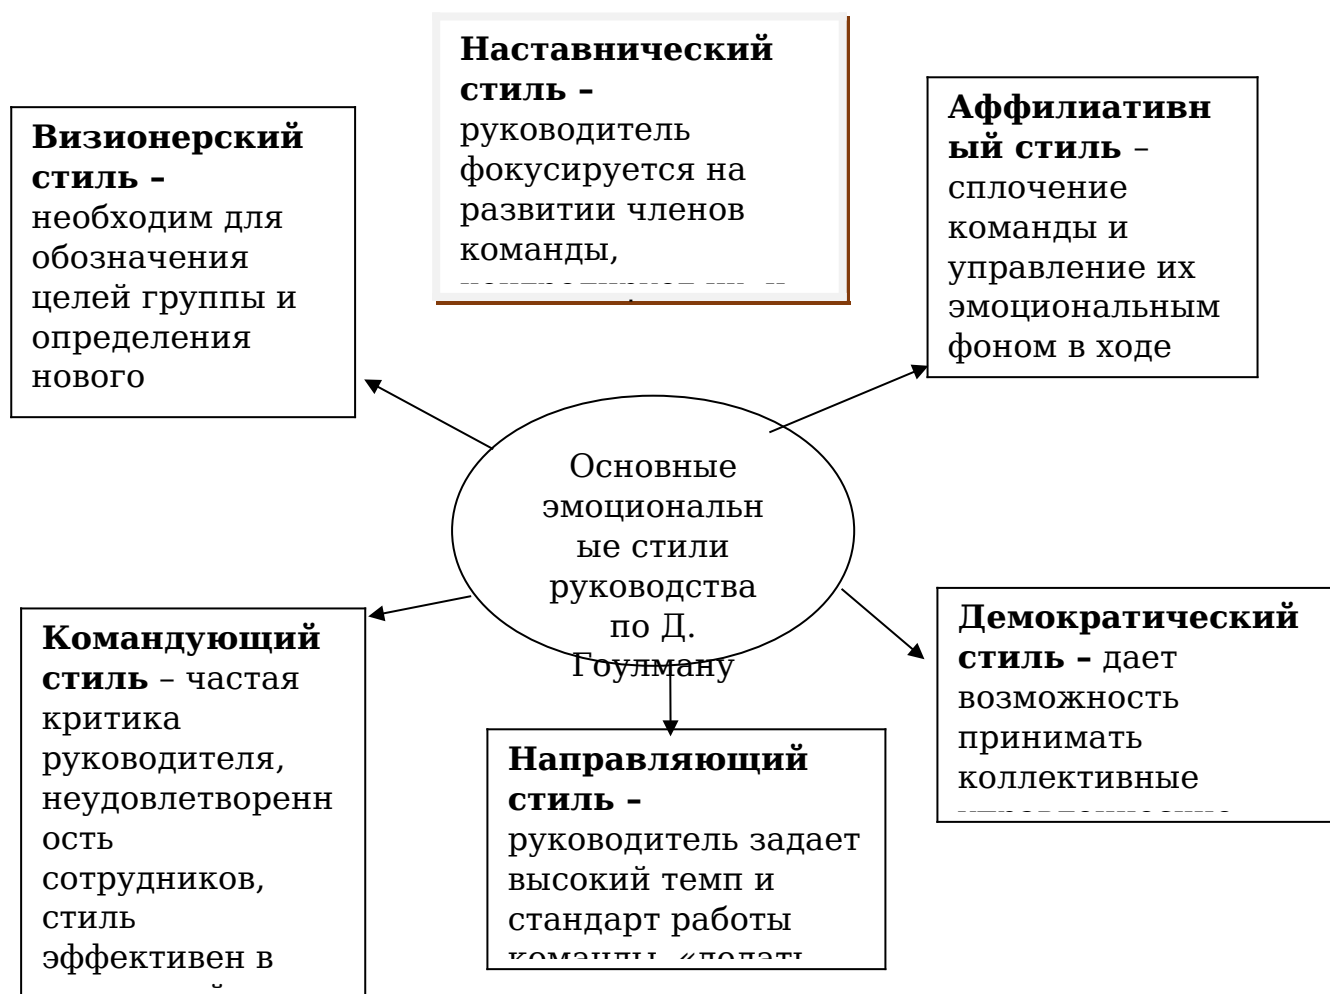 Наставнический
стиль –
руководитель
фокусируется на
развитии членов
команды,
Аффилиативн
ый стиль –
сплочение
команды и
управление их
эмоциональным
фоном в ходе
Визионерский
стиль –
необходим для
обозначения
целей группы и
определения
нового
Основные
эмоциональн
ые стили
руководства
по Д.
Гоулману
Командующий
стиль – частая
критика
руководителя,
неудовлетворенн
ость
сотрудников,
стиль
эффективен в
Направляющий
стиль –
руководитель задает
высокий темп и
стандарт работы
команды, «делать
Демократический
стиль – дает
возможность
принимать
коллективные